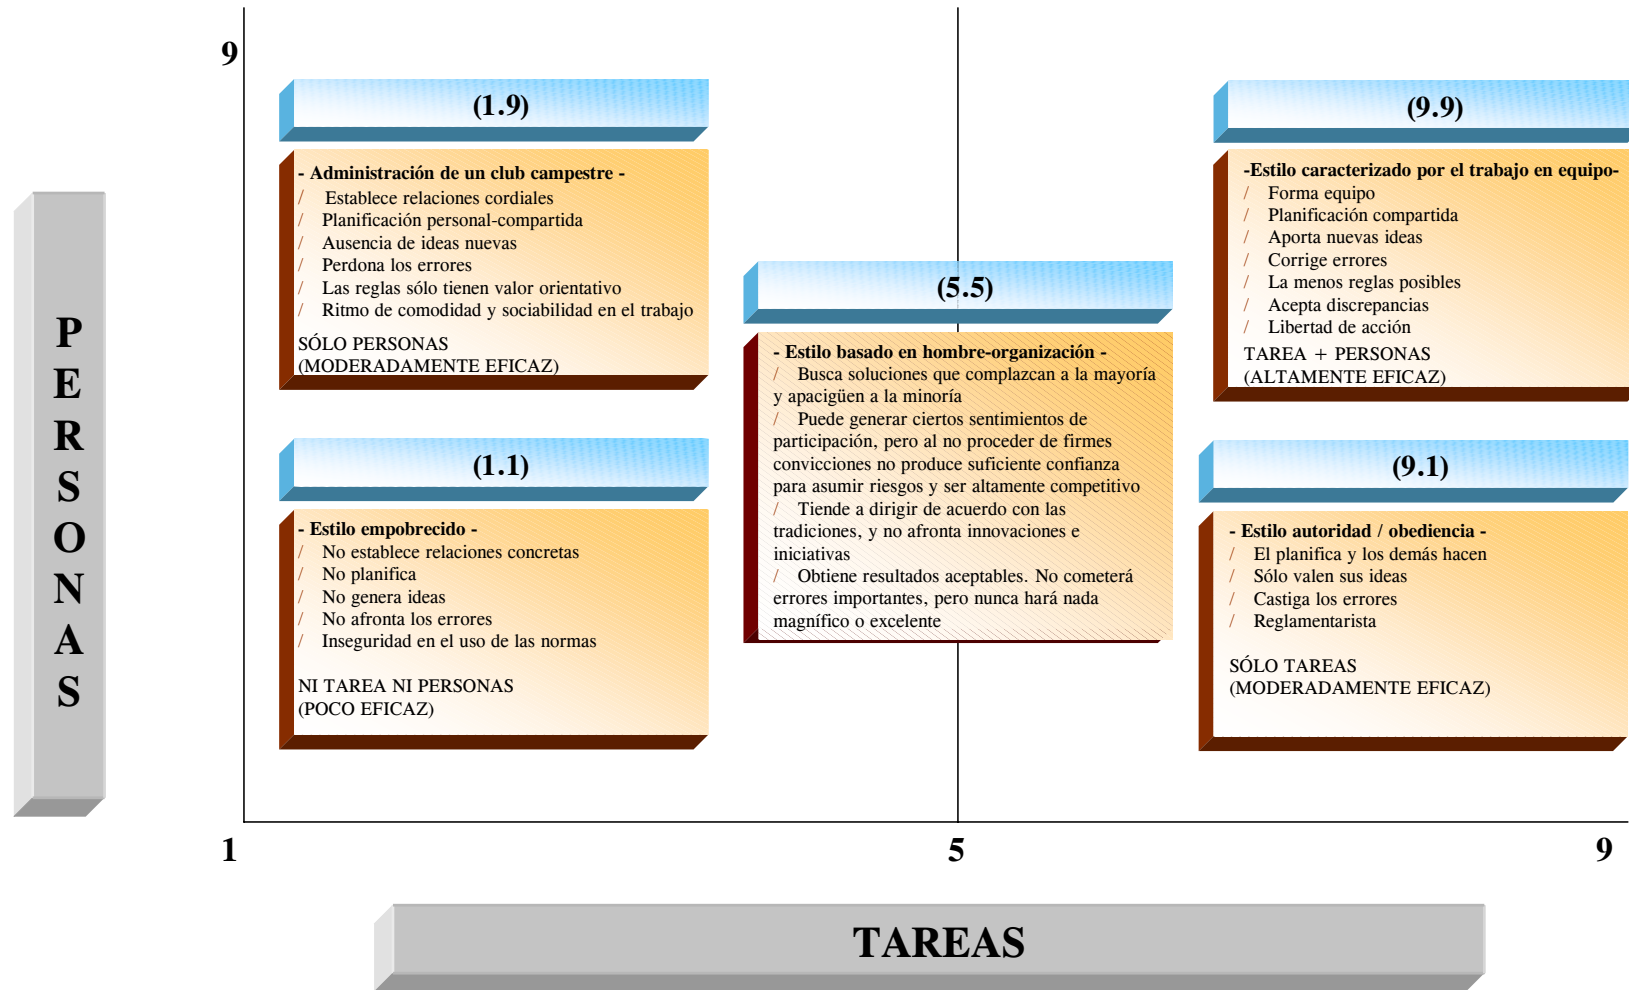 9
(1.9)
- Administración de un club campestre -
/ Establece relaciones cordiales
/ Planificación personal-compartida
/ Ausencia de ideas nuevas
/ Perdona los errores
/ Las reglas sólo tienen valor orientativo
/ Ritmo de comodidad y sociabilidad en el trabajo
SÓLO PERSONAS
(MODERADAMENTE EFICAZ)
(9.9)
-Estilo caracterizado por el trabajo en equipo-
/ Forma equipo
/ Planificación compartida
/ Aporta nuevas ideas
/ Corrige errores
/ La menos reglas posibles
/ Acepta discrepancias
/ Libertad de acción
TAREA + PERSONAS
(ALTAMENTE EFICAZ)
(5.5)
- Estilo basado en hombre-organización -
/ Busca soluciones que complazcan a la mayoría
y apacigüen a la minoría
/ Puede generar ciertos sentimientos de
participación, pero al no proceder de firmes
convicciones no produce suficiente confianza
para asumir riesgos y ser altamente competitivo
/ Tiende a dirigir de acuerdo con las
tradiciones, y no afronta innovaciones e
iniciativas
/ Obtiene resultados aceptables. No cometerá
errores importantes, pero nunca hará nada
magnífico o excelente
(1.1)
- Estilo empobrecido -
/ No establece relaciones concretas
/ No planifica
/ No genera ideas
/ No afronta los errores
/ Inseguridad en el uso de las normas
NI TAREA NI PERSONAS
(POCO EFICAZ)
(9.1)
- Estilo autoridad / obediencia -
/ El planifica y los demás hacen
/ Sólo valen sus ideas
/ Castiga los errores
/ Reglamentarista
SÓLO TAREAS
(MODERADAMENTE EFICAZ)
PERSONAS
1
5
9
TAREAS